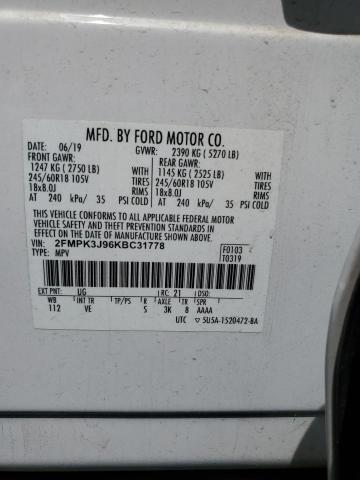 MFD. BY FORD MOTOR CO.
DATE: 06/19 GVWR: 2390 KG ( 5270 LB)
FRONT GAWR: REAR GAWR:
1247 KG ( 2750 LB) WITH 1145 KG ( 2525 LB) WITH
245/60R18 105V TIRES 245/60R18 105V TIRES
18x8.0J RIMS 18x8.0J RIMS
AT 240 kPa/ 35 PSI COLD AT 240 kPa/ 35 PSI COLD
THIS VEHICLE CONFORMS TO ALL APPLICABLE FEDERAL MOTOR
VEHICLE SAFETY AND THEFT PREVENTION STANDARDS IN EFFECT ON
THE DATE OF MANUFACTURE SHOWN ABOVE.
VIN: 2FMPK3J96KBC31778 F0103
TYPE: MPV T0319
EXT PNT: UG RC: 21 DSO:
WB INT TR TP/PS R AXLE TR SPR
112 VE S 3K 8 AAAA
UTC ▽5U5A-1520472-BA